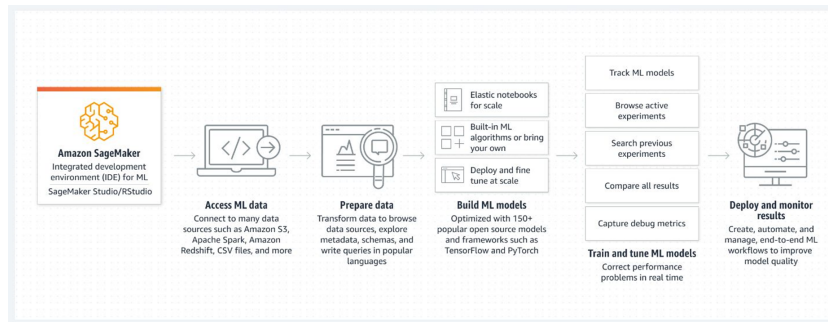 Amazon SageMaker
Integrated development
environment (IDE) for ML
SageMaker Studio/RStudio
Access ML data
Connect to many data
sources such as Amazon S3,
Apache Spark, Amazon
Redshift, CSV files, and more
Prepare data
Transform data to browse
data sources, explore
metadata, schemas, and
write queries in popular
languages
Elastic notebooks
for scale
Built-in ML
algorithms or bring
your own
Deploy and fine
tune at scale
Build ML models
Optimized with 150+
popular open source models
and frameworks such as
TensorFlow and PyTorch
Track ML models
Browse active
experiments
Search previous
experiments
Compare all results
Capture debug metrics
Train and tune ML models
Correct performance
problems in real time
Deploy and monitor
results
Create, automate, and
manage, end-to-end ML
workflows to improve
model quality